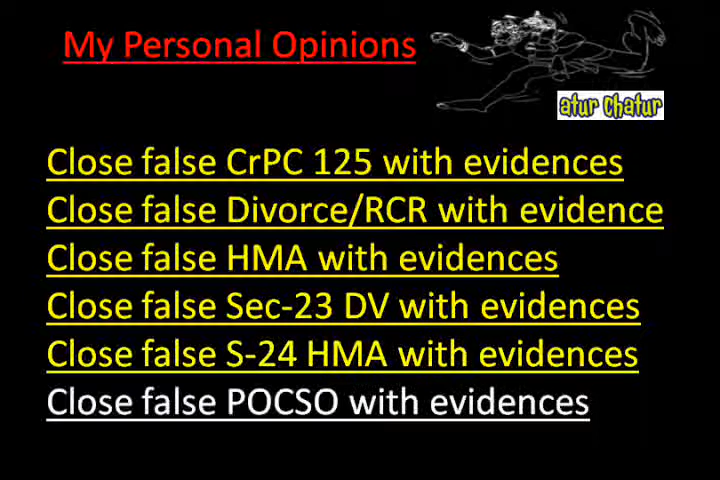 My Personal Opinions
atur Chatur
Close false CrPC 125 with evidences
Close false Divorce/RCR with evidence
Close false HMA with evidences
Close false Sec-23 DV with evidences
Close false S-24 HMA with evidences
Close false POCSO with evidences